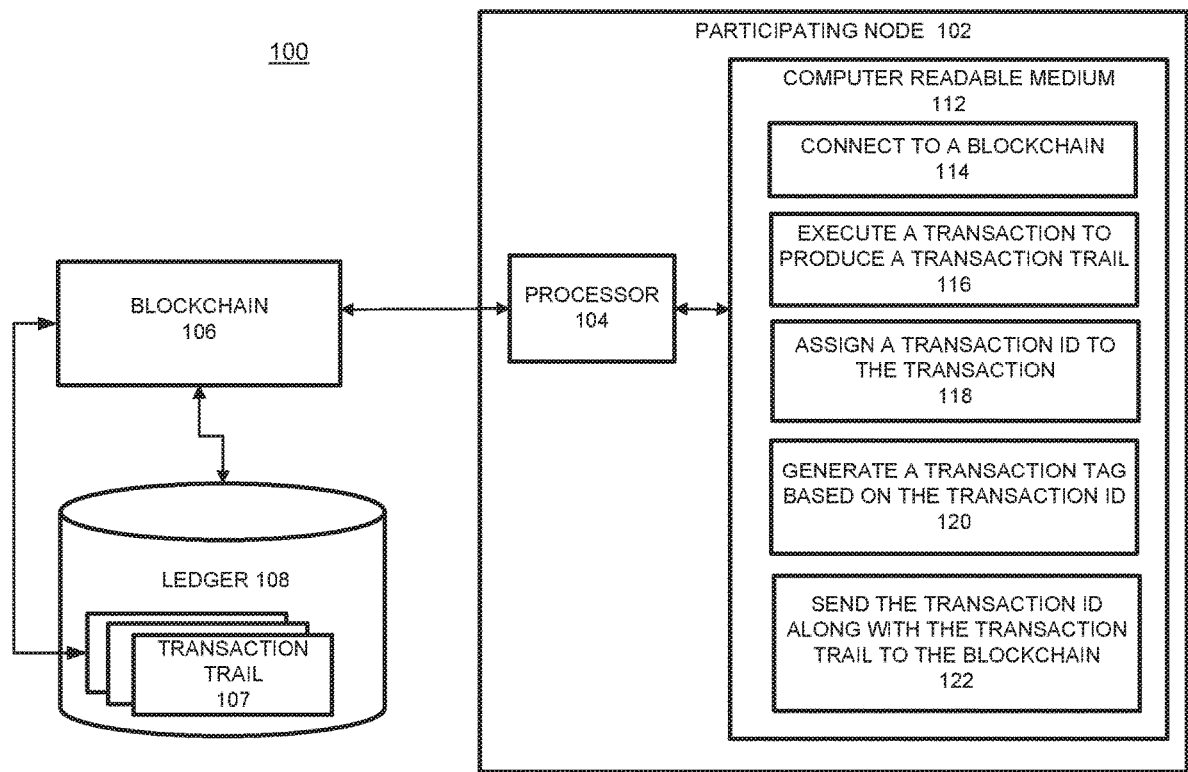 100
PARTICIPATING NODE 102
COMPUTER READABLE MEDIUM
112
CONNECT TO A BLOCKCHAIN
114
EXECUTE A TRANSACTION TO
PRODUCE A TRANSACTION TRAIL
116
ASSIGN A TRANSACTION ID TO
THE TRANSACTION
118
GENERATE A TRANSACTION TAG
BASED ON THE TRANSACTION ID
120
SEND THE TRANSACTION ID
ALONG WITH THE TRANSACTION
TRAIL TO THE BLOCKCHAIN
122
PROCESSOR
104
BLOCKCHAIN
106
LEDGER 108
TRANSACTION
TRAIL
107